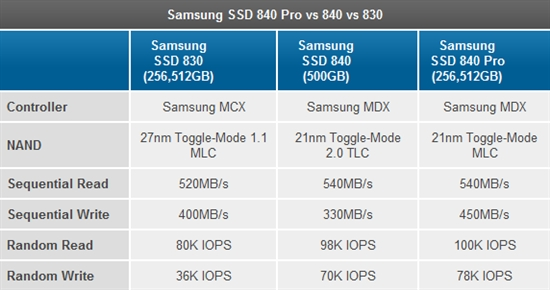 Samsung SSD 840 Pro vs 840 vs 830
Samsung SSD 830 (256,512GB) Samsung SSD 840 (500GB) Samsung SSD 840 Pro (256,512GB)
Controller Samsung MCX Samsung MDX Samsung MDX
NAND 27nm Toggle-Mode 1.1 MLC 21nm Toggle-Mode 2.0 TLC 21nm Toggle-Mode MLC
Sequential Read 520MB/s 540MB/s 540MB/s
Sequential Write 400MB/s 330MB/s 450MB/s
Random Read 80K IOPS 98K IOPS 100K IOPS
Random Write 36K IOPS 70K IOPS 78K IOPS